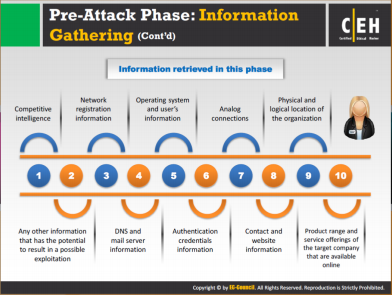 Pre-Attack Phase: Information
Gathering (Cont'd)
C|EH
Certified Ethical Hacker
Information retrieved in this phase
Competitive
intelligence
Network
registration
information
Operating system
and user's
information
Analog
connections
Physical and
logical location of
the organization
1 2 3 4 5 6 7 8 9 10
Any other information
that has the potential
to result in a possible
exploitation
DNS and
mail server
information
Authentication
credentials
information
Contact and
website
information
Product range and
service offerings of
the target company
that are available
online
Copyright © by EC-Council. All Rights Reserved. Reproduction is Strictly Prohibited.